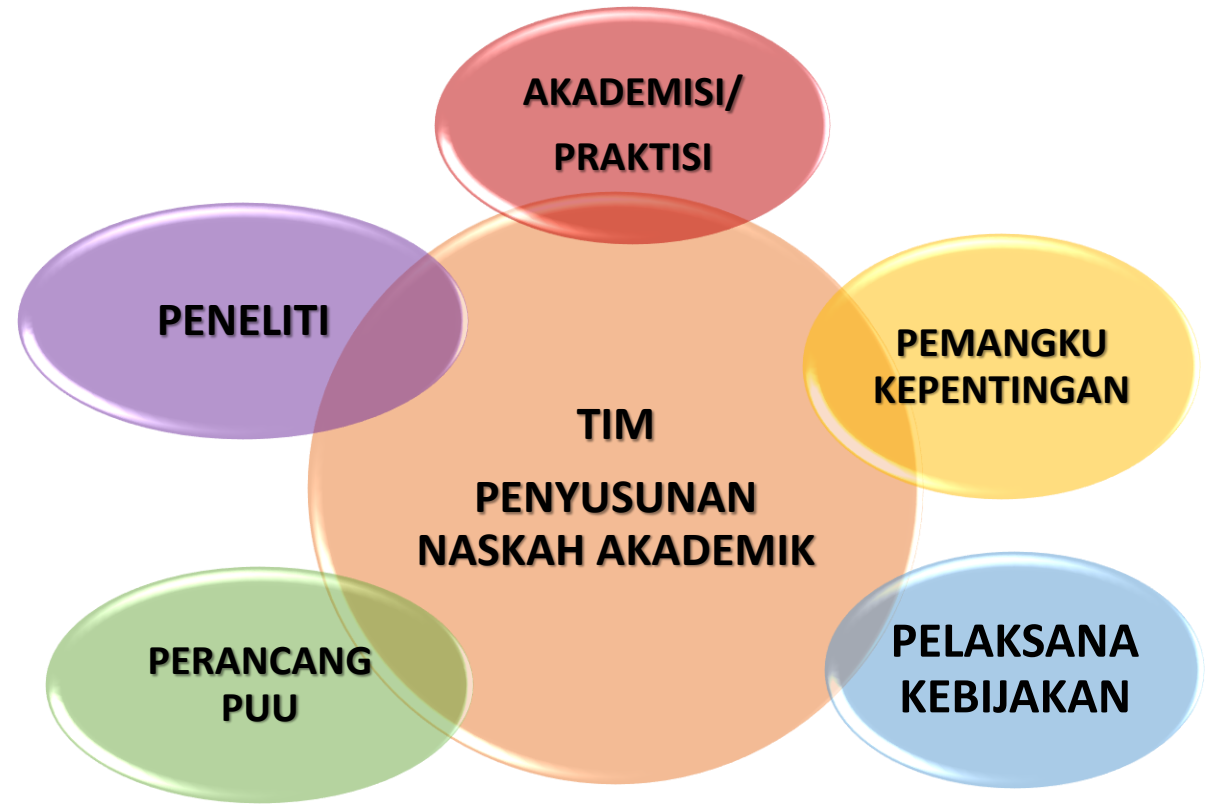 AKADEMISI/
PRAKTISI
PENELITI
PEMANGKU
KEPENTINGAN
TIM
PENYUSUNAN
NASKAH AKADEMIK
PERANCANG
PUU
PELAKSANA
KEBIJAKAN